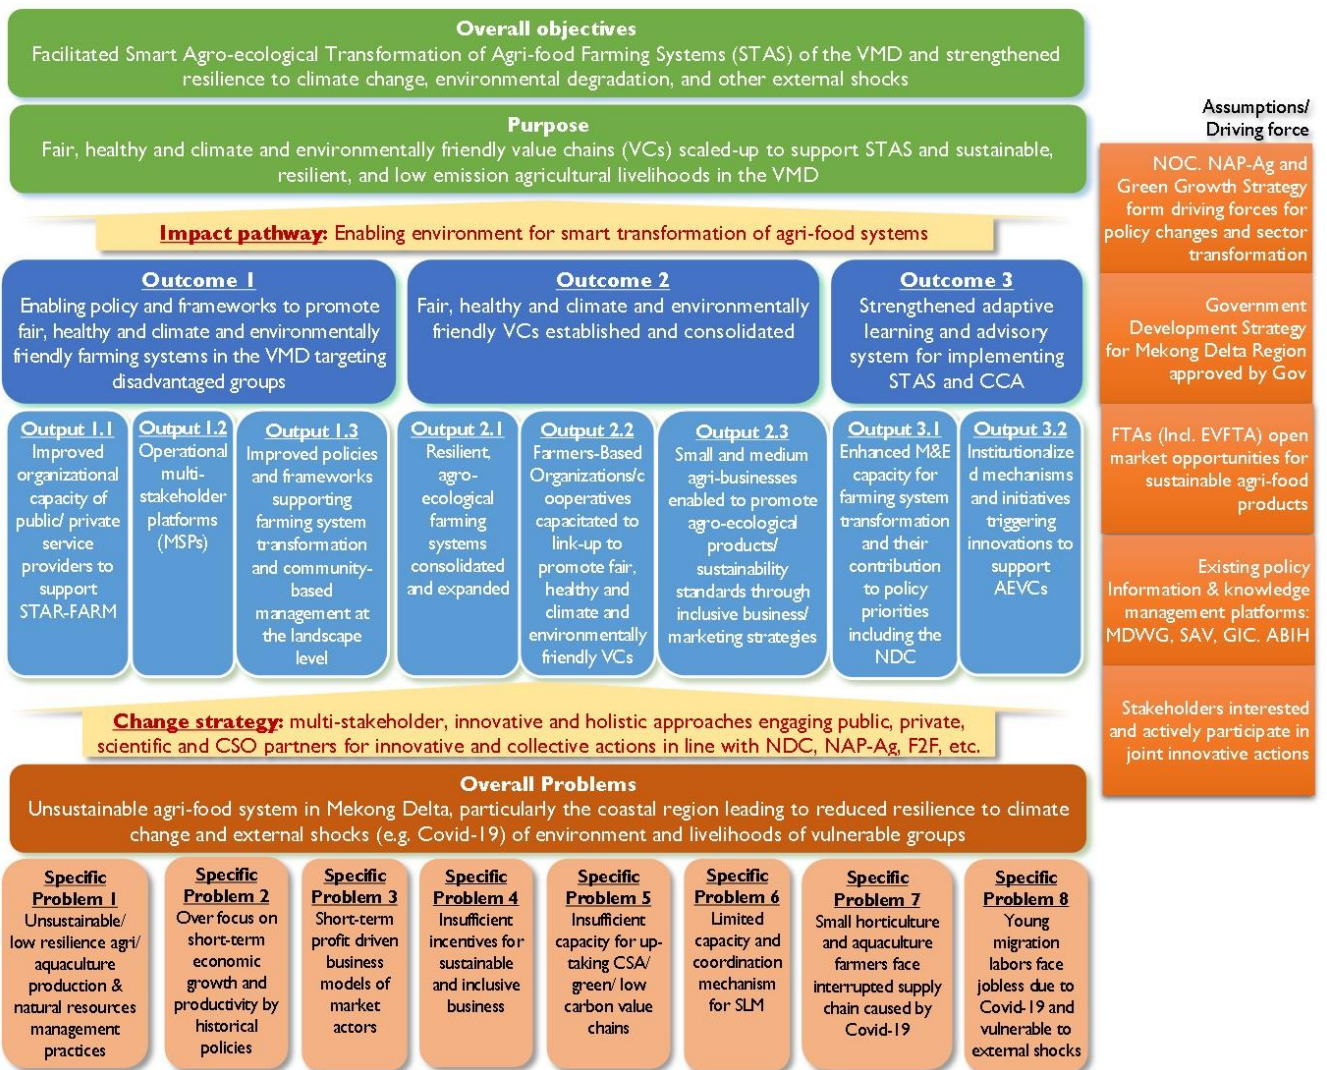 Overall objectives
Facilitated Smart Agro-ecological Transformation of Agri-food Farming Systems (STAS) of the VMD and strengthened
resilience to climate change, environmental degradation, and other external shocks
Purpose
Fair, healthy and climate and environmentally friendly value chains (VCs) scaled-up to support STAS and sustainable,
resilient, and low emission agricultural livelihoods in the VMD
Impact pathway: Enabling environment for smart transformation of agri-food systems
Outcome 1
Enabling policy and frameworks to promote
fair, healthy and climate and environmentally
friendly farming systems in the VMD targeting
disadvantaged groups
Outcome 2
Fair, healthy and climate and environmentally
friendly VCs established and consolidated
Outcome 3
Strengthened adaptive
learning and advisory
system for implementing
STAS and CCA
Output 1.1
Improved
organizational
capacity of
public/ private
service
providers to
support
STAR-FARM
Output 1.2
Operational
multi-
stakeholder
platforms
(MSPs)
Output 1.3
Improved policies
and frameworks
supporting
farming system
transformation
and community-
based
management at
the landscape
level
Output 2.1
Resilient,
agro-
ecological
farming
systems
consolidated
and expanded
Output 2.2
Farmers-Based
Organizations/c
ooperatives
capacitated to
link-up to
promote fair,
healthy and
climate and
environmentally
friendly VCs
Output 2.3
Small and medium
agri-businesses
enabled to promote
agro-ecological
products/
sustainability
standards through
inclusive business/
marketing strategies
Output 3.1
Enhanced M&E
capacity for
farming system
transformation
and their
contribution
to policy
priorities
including the
NDC
Output 3.2
Institutionalize
d mechanisms
and initiatives
triggering
innovations to
support
AEVCs
Change strategy: multi-stakeholder, innovative and holistic approaches engaging public, private,
scientific and CSO partners for innovative and collective actions in line with NDC, NAP-Ag, F2F, etc.
Overall Problems
Unsustainable agri-food system in Mekong Delta, particularly the coastal region leading to reduced resilience to climate
change and external shocks (e.g. Covid-19) of environment and livelihoods of vulnerable groups
Specific
Problem 1
Unsustainable/
low resilience agri/
aquaculture
production &
natural resources
management
practices
Specific
Problem 2
Over focus on
short-term
economic
growth and
productivity by
historical
policies
Specific
Problem 3
Short-term
profit driven
business
models of
market
actors
Specific
Problem 4
Insufficient
incentives for
sustainable
and inclusive
business
Specific
Problem 5
Insufficient
capacity for up-
taking CSA/
green/ low
carbon value
chains
Specific
Problem 6
Limited
capacity and
coordination
mechanism
for SLM
Specific
Problem 7
Small horticulture
and aquaculture
farmers face
interrupted supply
chain caused by
Covid-19
Specific
Problem 8
Young
migration
labors face
jobless due to
Covid-19 and
vulnerable to
external shocks
Assumptions/
Driving force
NOC. NAP-Ag and
Green Growth Strategy
form driving forces for
policy changes and sector
transformation
Government
Development Strategy
for Mekong Delta Region
approved by Gov
FTAs (Incl. EVFTA) open
market opportunities for
sustainable agri-food
products
Existing policy
Information & knowledge
management platforms:
MDWG, SAV, GIC. ABIH
Stakeholders interested
and actively participate in
joint innovative actions